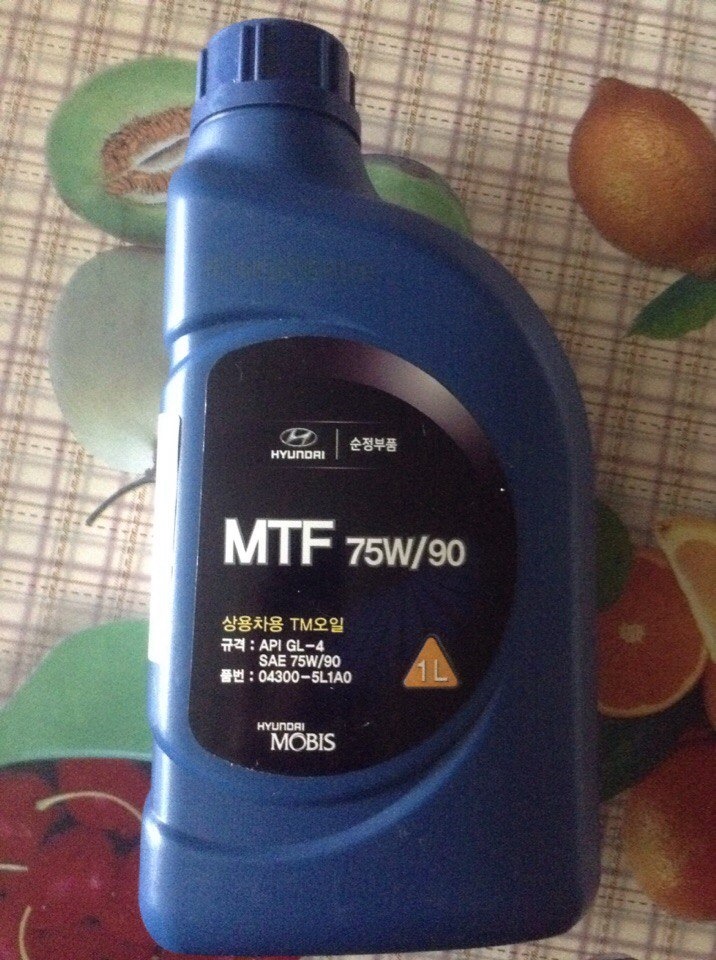 HYUNDAI 순정부품
MTF 75W/90
상용차용 TM오일
규격 : API GL-4
SAE 75W/90
품번 : 04300-5L1A0
1L
HYUNDAI
MOBIS